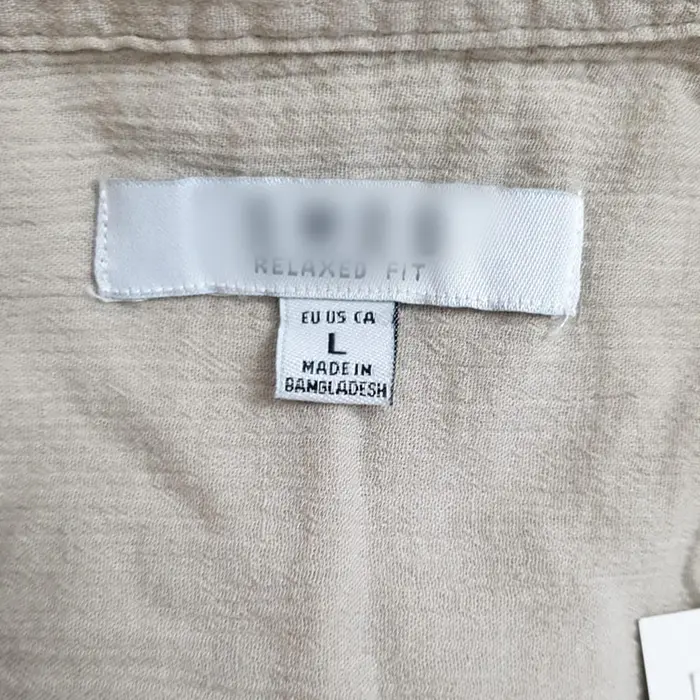 RELAXED FIT
EU US CA
L
MADE IN
BANGLADESH